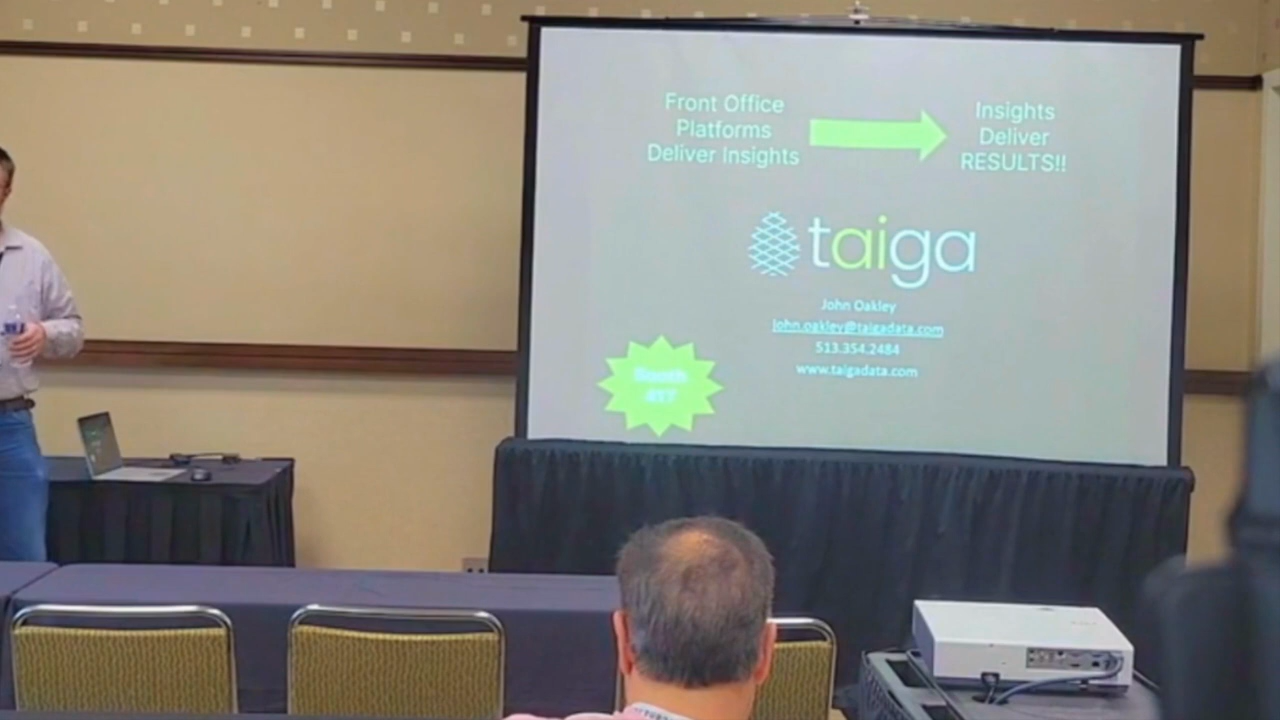 Front Office
Platforms
Deliver Insights
Insights
Deliver
RESULTS!!
taiga
John Oakley
john.oakley@taigadata.com
513.354.2484
www.taigadata.com
Booth